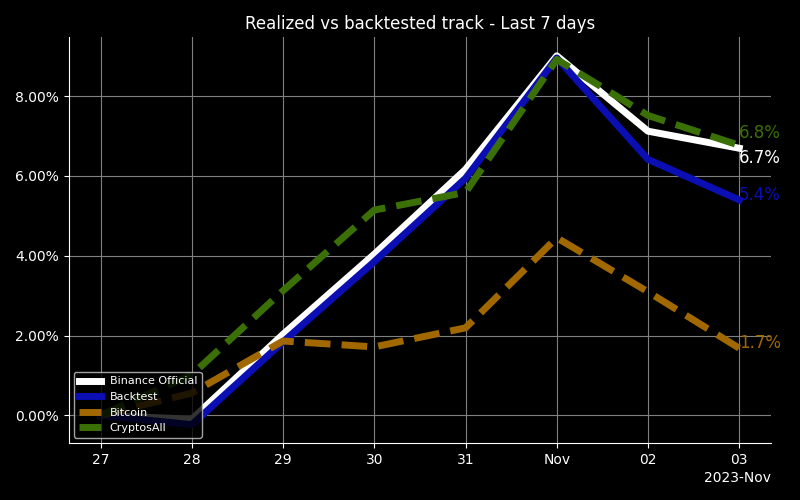 Realized vs backtested track - Last 7 days
8.00%
6.00%
4.00%
2.00%
0.00%
6.8%
6.7%
5.4%
1.7%
Binance Official
Backtest
Bitcoin
CryptosAll
27 28 29 30 31 Nov 02 03
2023-Nov